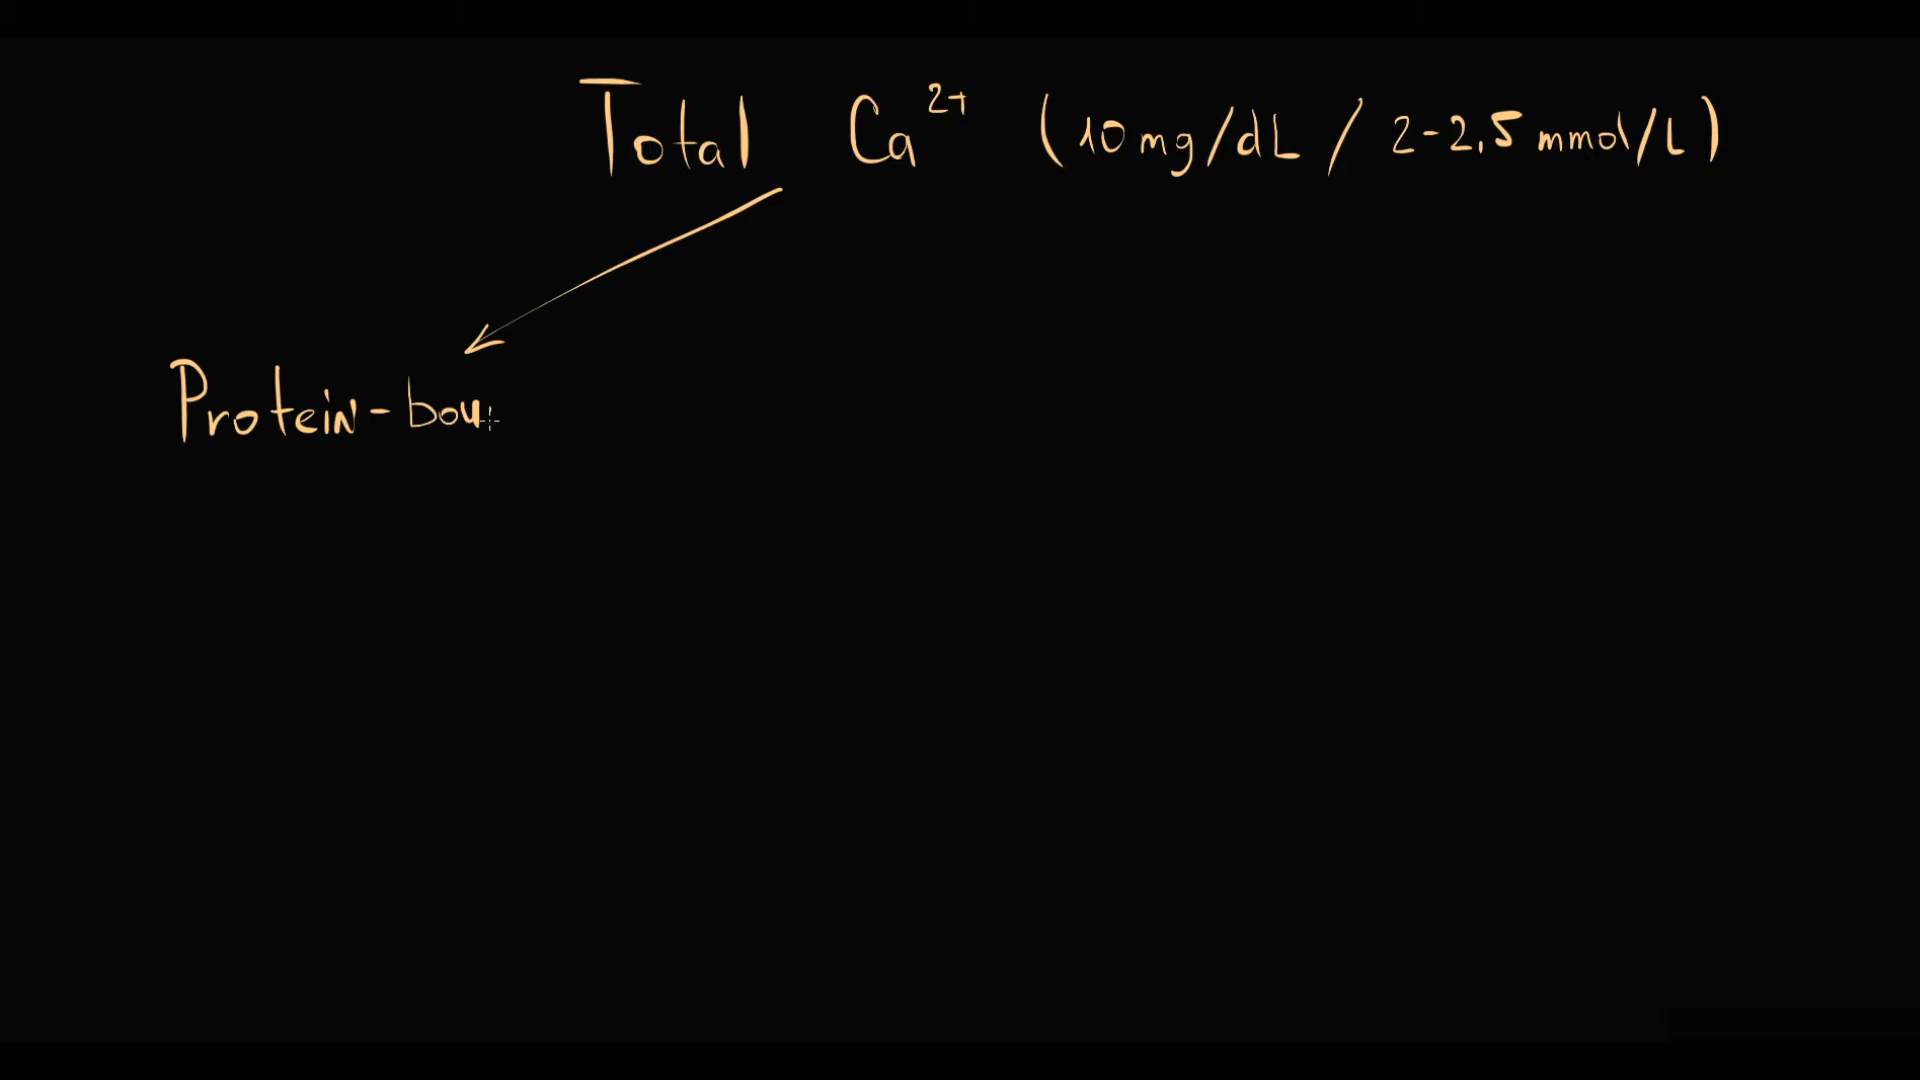 Total Ca²⁺ (10 mg/dL / 2-2,5 mmol/L)
Protein-bou